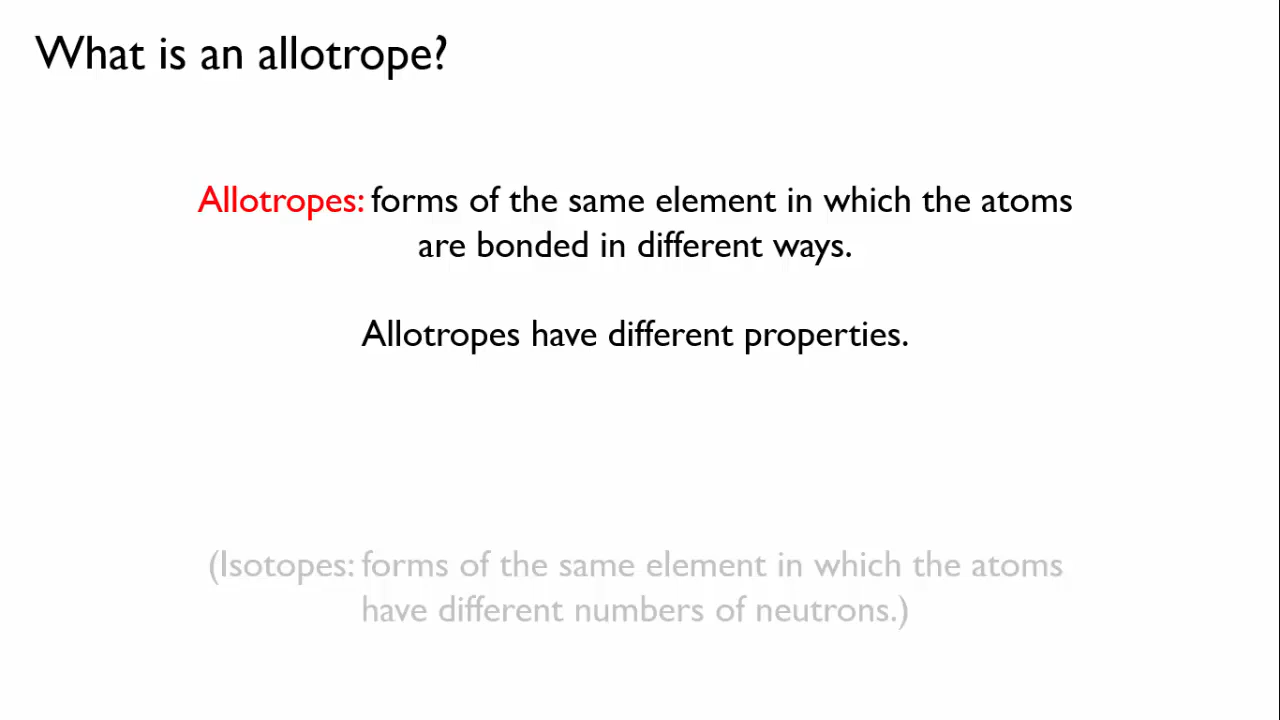 What is an allotrope?
Allotropes: forms of the same element in which the atoms
are bonded in different ways.
Allotropes have different properties.
(Isotopes: forms of the same element in which the atoms
have different numbers of neutrons.)